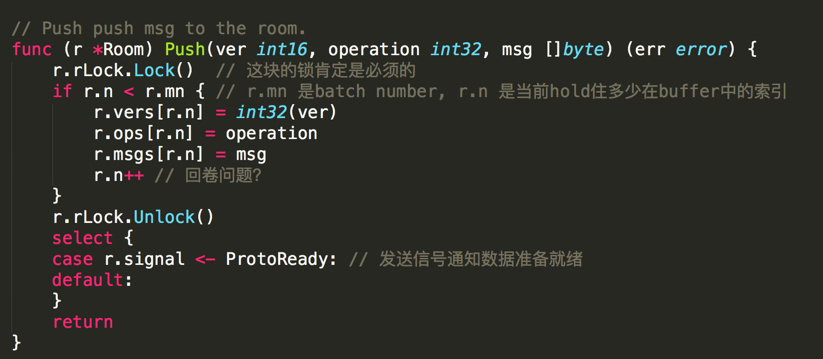 // Push push msg to the room.
func (r *Room) Push(ver int16, operation int32, msg []byte) (err error) {
    r.rLock.Lock()  // 这块的锁肯定是必须的
    if r.n < r.mn { // r.mn 是batch number, r.n 是当前hold住多少在buffer中的索引
        r.vers[r.n] = int32(ver)
        r.ops[r.n] = operation
        r.msgs[r.n] = msg
        r.n++ // 回卷问题?
    }
    r.rLock.Unlock()
    select {
    case r.signal <- ProtoReady: // 发送信号通知数据准备就绪
    default:
    }
    return
}